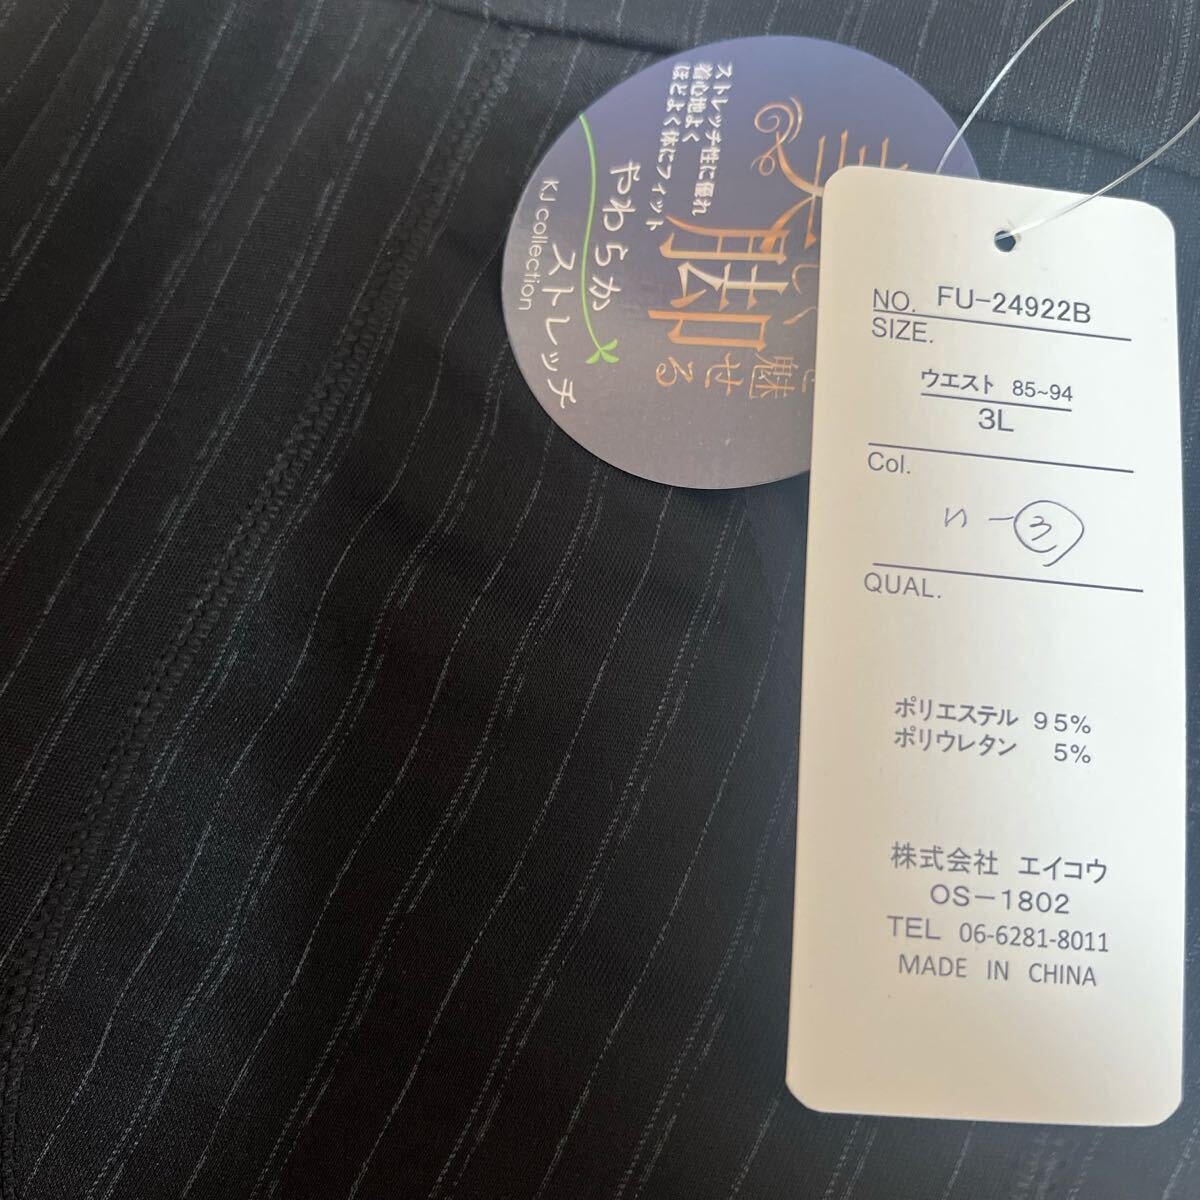 ストレッチ性に優れ
着心地よく
ほどよく体にフィット
美しく
脚
を魅せる
やわらか
ストレッチ
KJ collection
NO. FU-24922B
SIZE.
ウエスト 85~94
3L
Col.
QUAL.
ポリエステル 95%
ポリウレタン 5%
株式会社 エイコウ
OS-1802
TEL 06-6281-8011
MADE IN CHINA